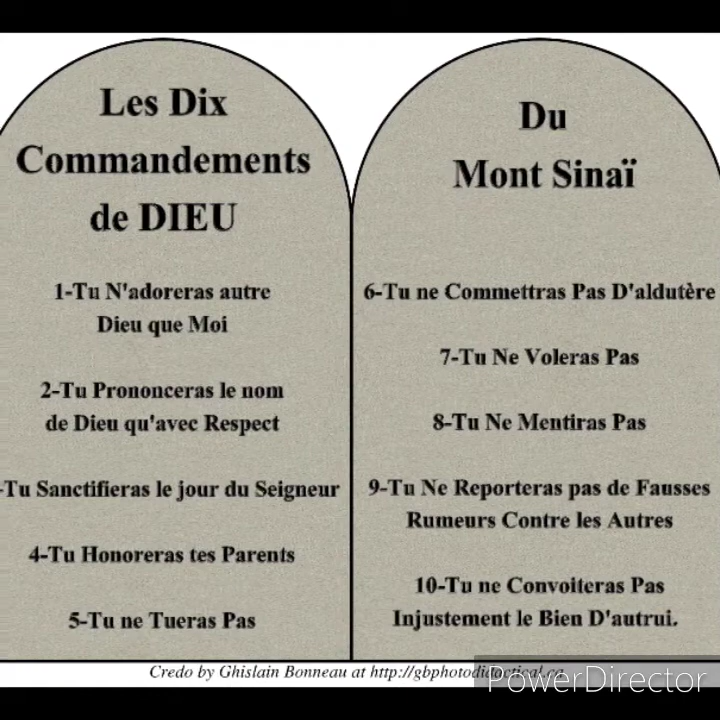 Les Dix
Commandements
de DIEU
1-Tu N'adoreras autre
Dieu que Moi
2-Tu Prononceras le nom
de Dieu qu'avec Respect
-Tu Sanctifieras le jour du Seigneur
4-Tu Honoreras tes Parents
5-Tu ne Tueras Pas
Du
Mont Sinaï
6-Tu ne Commettras Pas D'aldutère
7-Tu Ne Voleras Pas
8-Tu Ne Mentiras Pas
9-Tu Ne Reporteras pas de Fausses
Rumeurs Contre les Autres
10-Tu ne Convoiteras Pas
Injustement le Bien D'autrui.
Credo by Ghislain Bonneau at http://gbphotodidactical.ca
PowerDirector